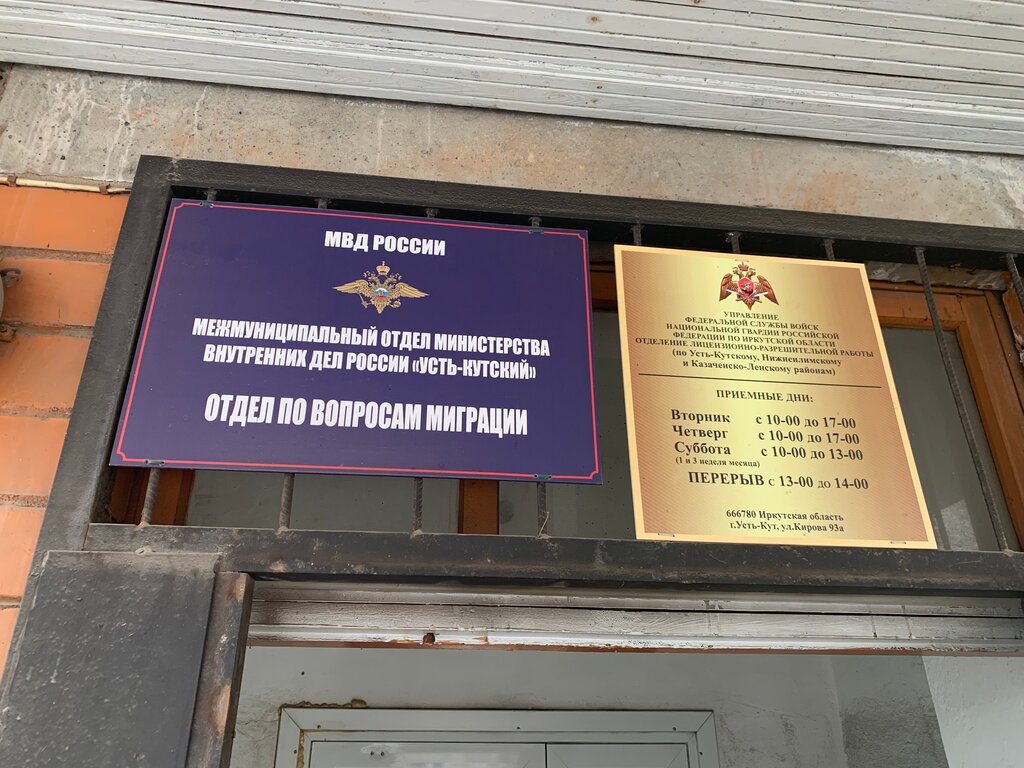 МВД РОССИИ
МЕЖМУНИЦИПАЛЬНЫЙ ОТДЕЛ МИНИСТЕРСТВА
ВНУТРЕННИХ ДЕЛ РОССИИ «УСТЬ-КУТСКИЙ»
ОТДЕЛ ПО ВОПРОСАМ МИГРАЦИИ
УПРАВЛЕНИЕ
ФЕДЕРАЛЬНОЙ СЛУЖБЫ ВОЙСК
НАЦИОНАЛЬНОЙ ГВАРДИИ РОССИЙСКОЙ
ФЕДЕРАЦИИ ПО ИРКУТСКОЙ ОБЛАСТИ
ОТДЕЛЕНИЕ ЛИЦЕНЗИОННО-РАЗРЕШИТЕЛЬНОЙ РАБОТЫ
(по Усть-Кутскому, Нижнеилимскому
и Казаченско-Ленскому районам)
ПРИЕМНЫЕ ДНИ:
Вторник с 10-00 до 17-00
Четверг с 10-00 до 17-00
Суббота с 10-00 до 13-00
(1 и 3 неделя месяца)
ПЕРЕРЫВ с 13-00 до 14-00
666780 Иркутская область
г.Усть-Кут, ул.Кирова 93а